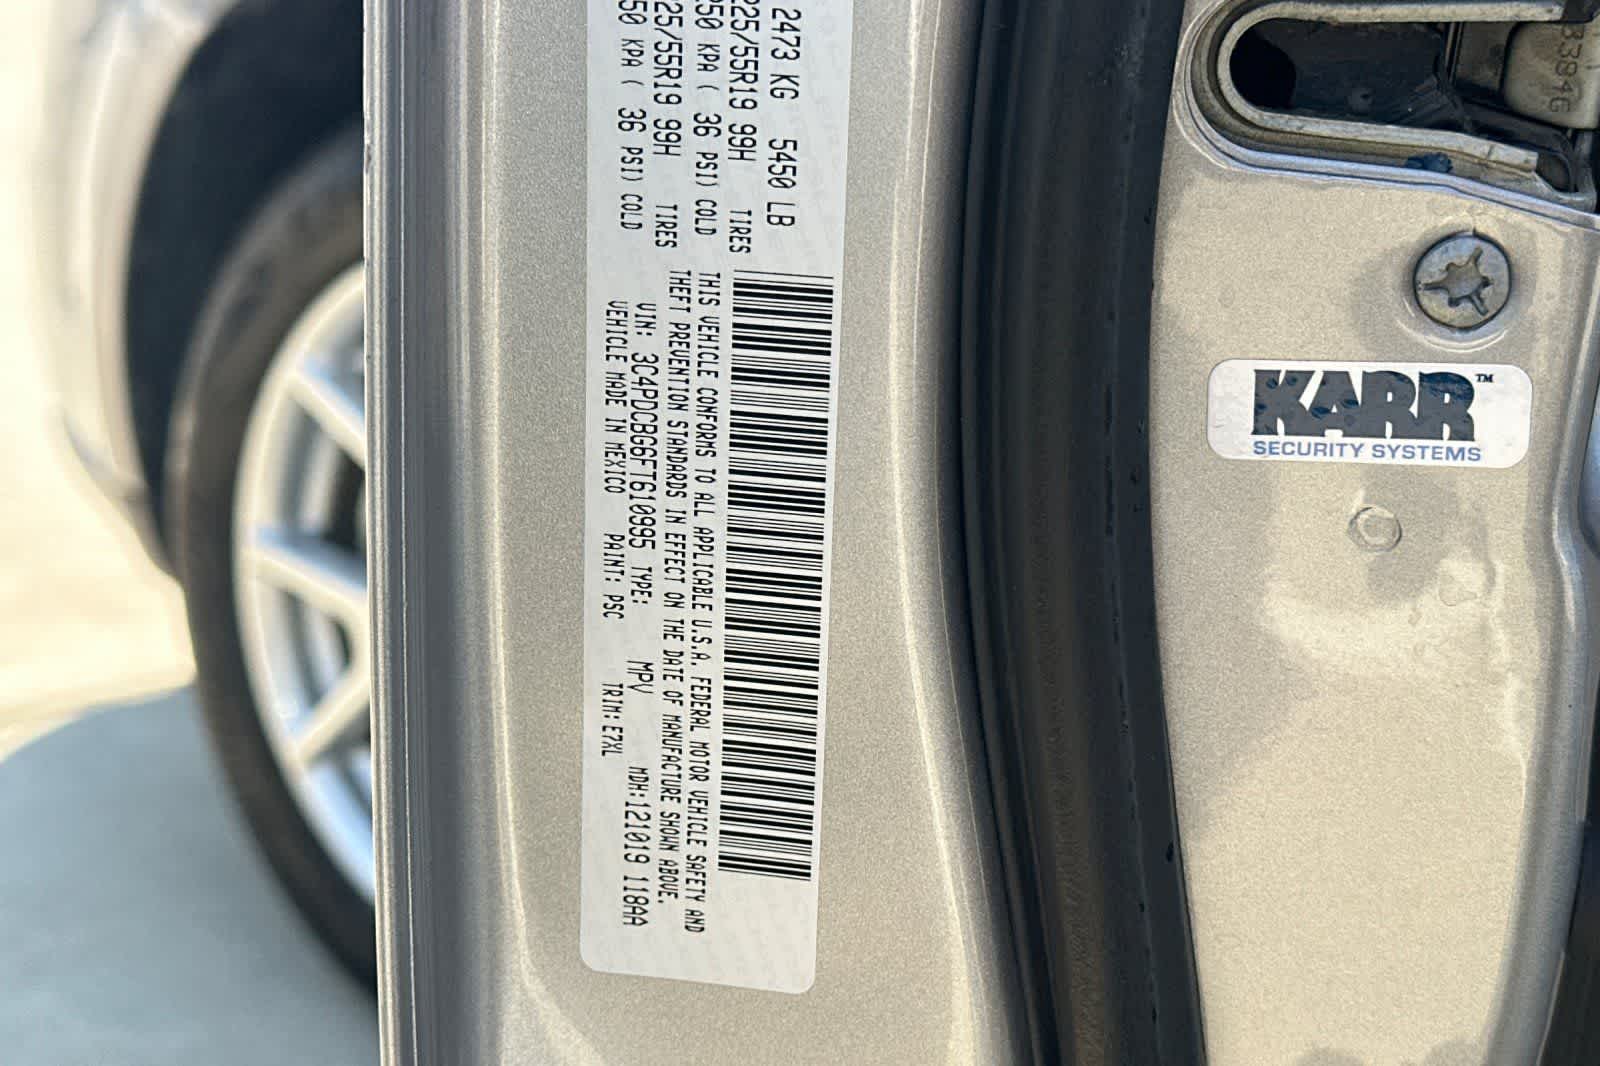 2473 KG 5450 LB
225/55R19 99H TIRES
250 KPA ( 36 PSI) COLD
25/55R19 99H TIRES
50 KPA ( 36 PSI) COLD
THIS VEHICLE CONFORMS TO ALL APPLICABLE U.S.A. FEDERAL MOTOR VEHICLE SAFETY AND
THEFT PREVENTION STANDARDS IN EFFECT ON THE DATE OF MANUFACTURE SHOWN ABOVE.
VIN: 3C4PDCBG6FT610995 TYPE: MPV MDH:121019 118AA
VEHICLE MADE IN MEXICO PAINT: PSC TRIM:E7XL
KARR™
SECURITY SYSTEMS